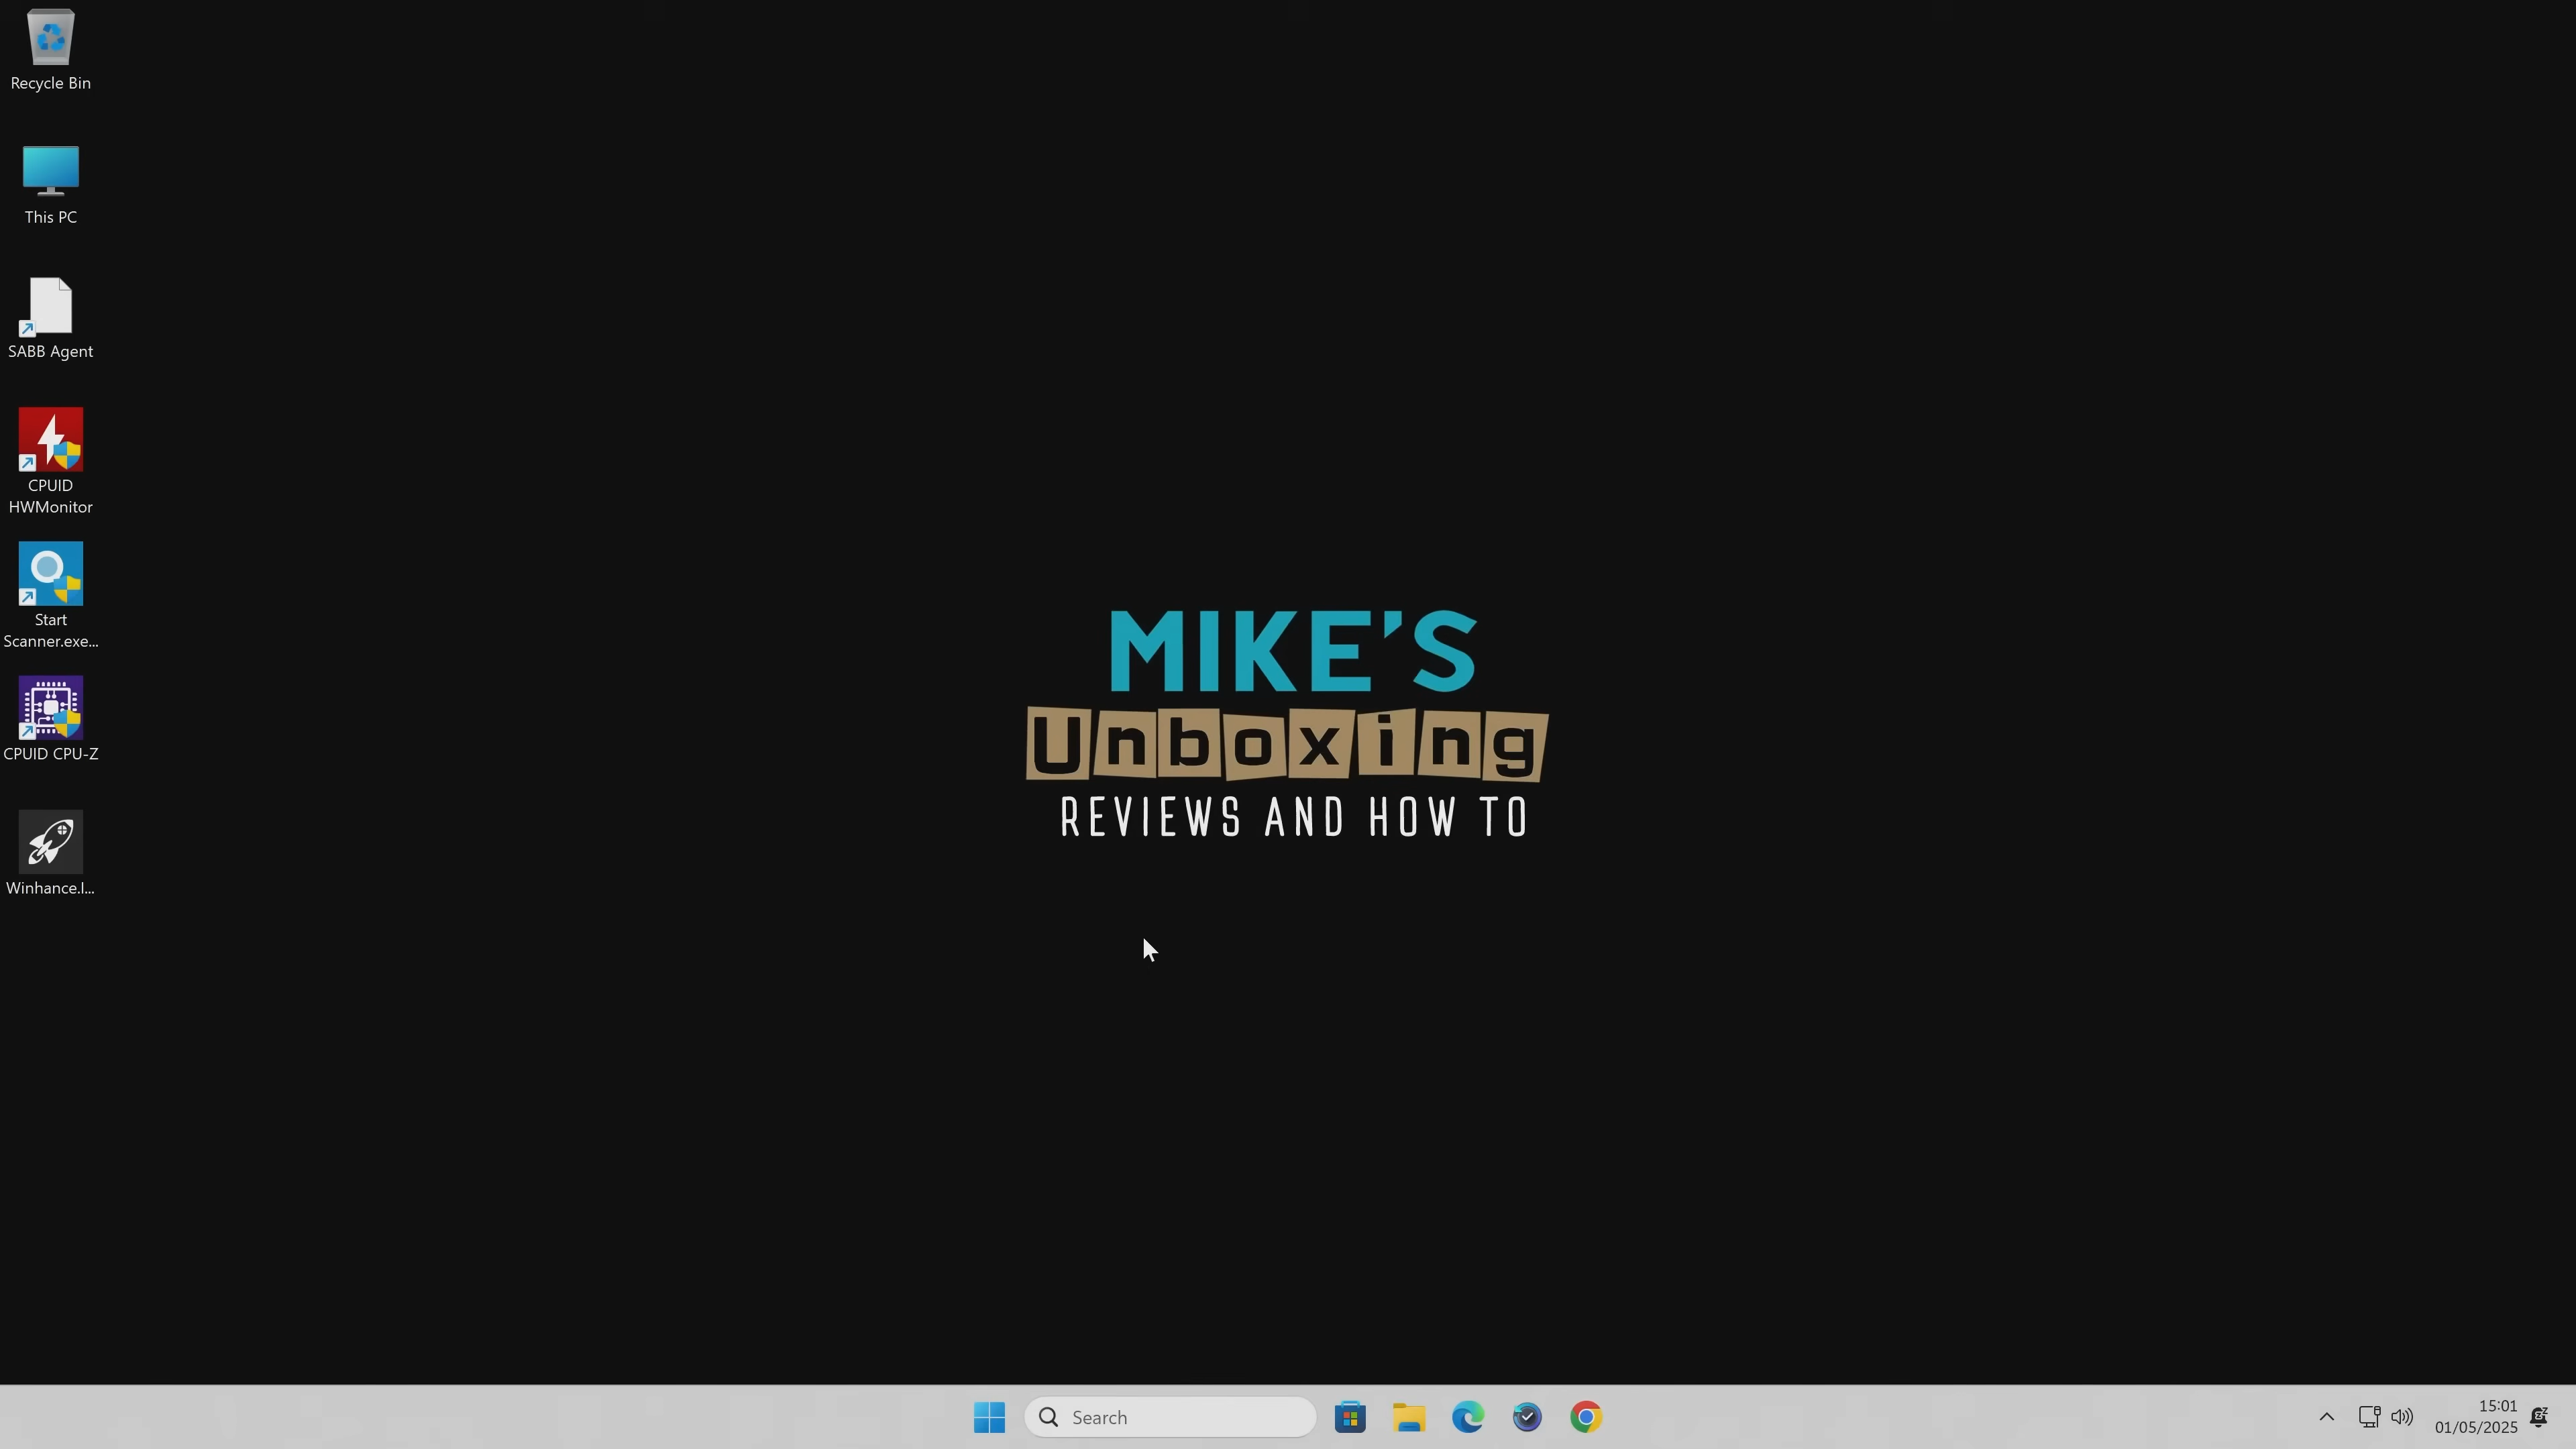 Recycle Bin
This PC
SABB Agent
CPUID
HWMonitor
Start
Scanner.exe...
CPUID CPU-Z
Winhance.I...
MIKE'S
Unboxing
REVIEWS AND HOW TO
Search
15:01
01/05/2025